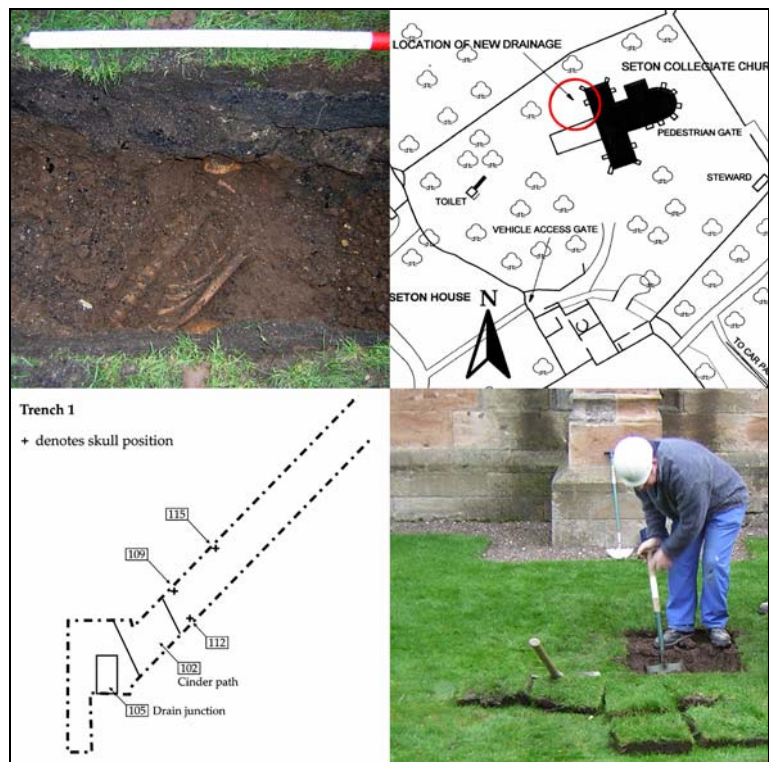 LOCATION OF NEW DRAINAGE
SETON COLLEGIATE CHUR
PEDESTRIAN GATE
STEWARD
TOILET
VEHICLE ACCESS GATE
SETON HOUSE
N
TO CAR PA
Trench 1
+ denotes skull position
115
109
112
102
Cinder path
105 Drain junction